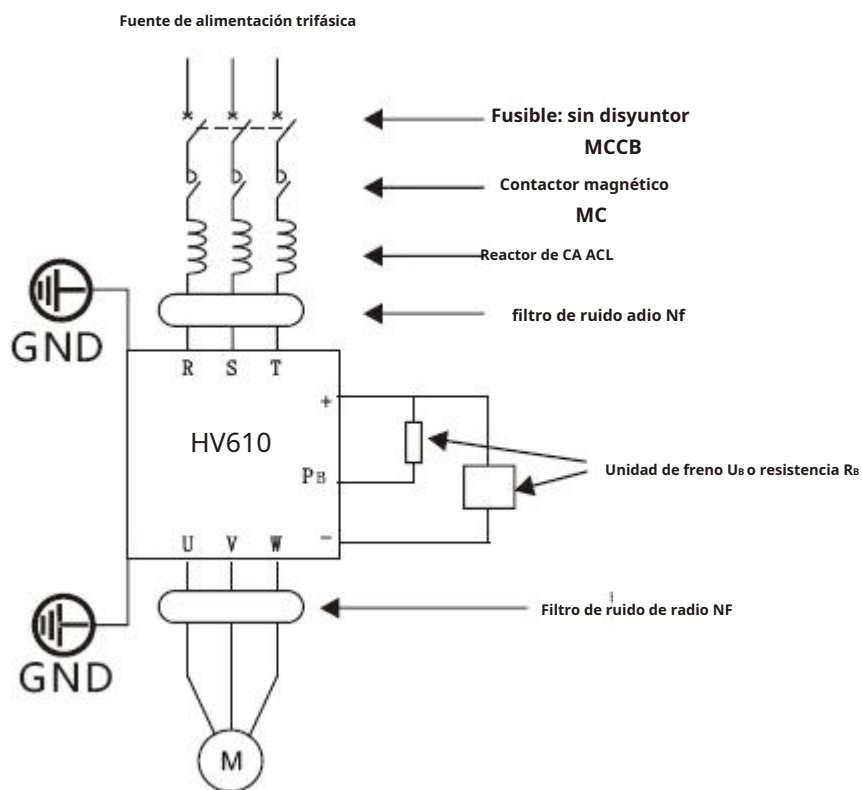 Fuente de alimentación trifásica
Fusible: sin disyuntor
MCCB
Contactor magnético
MC
Reactor de CA ACL
filtro de ruido adio Nf
GND
R S T
+
HV610
PB
Unidad de freno UB o resistencia RB
U V W -
Filtro de ruido de radio NF
GND
M